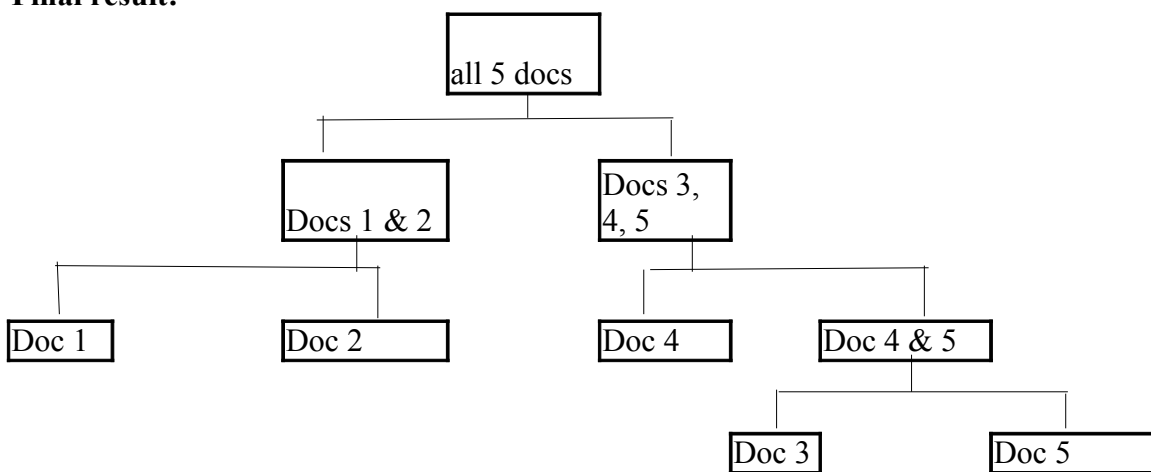 Final result:
all 5 docs
Docs 1 & 2
Docs 3,
4, 5
Doc 1
Doc 2
Doc 4
Doc 4 & 5
Doc 3
Doc 5